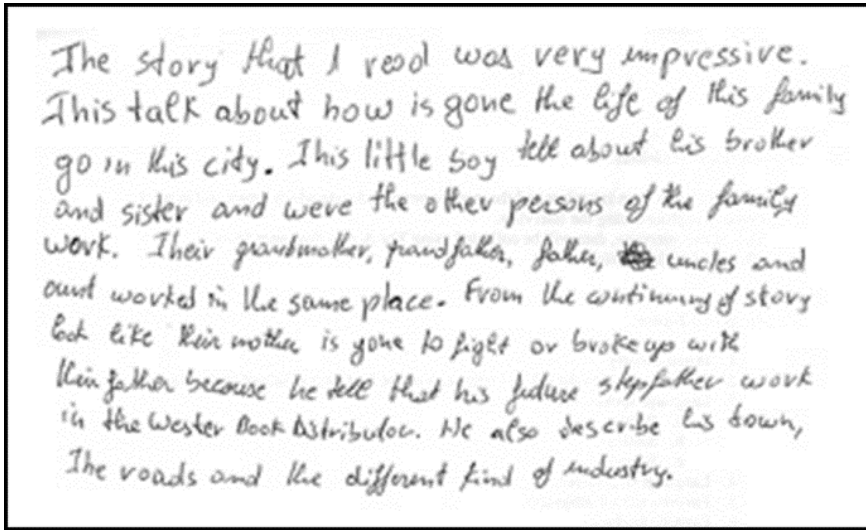 The story that I read was very impressive.
This talk about how is gone the life of this family
go in this city. This little boy tell about his brother
and sister and were the other persons of the family
work. Their grandmother, grandfather, father, uncles and
aunt worked in the same place. From the continuing of story
look like their mother is gone to fight or broke up with
their father because he tell that his future stepfather work
in the Wester Book Distributor. He also describe his town,
The roads and the different kind of industry.